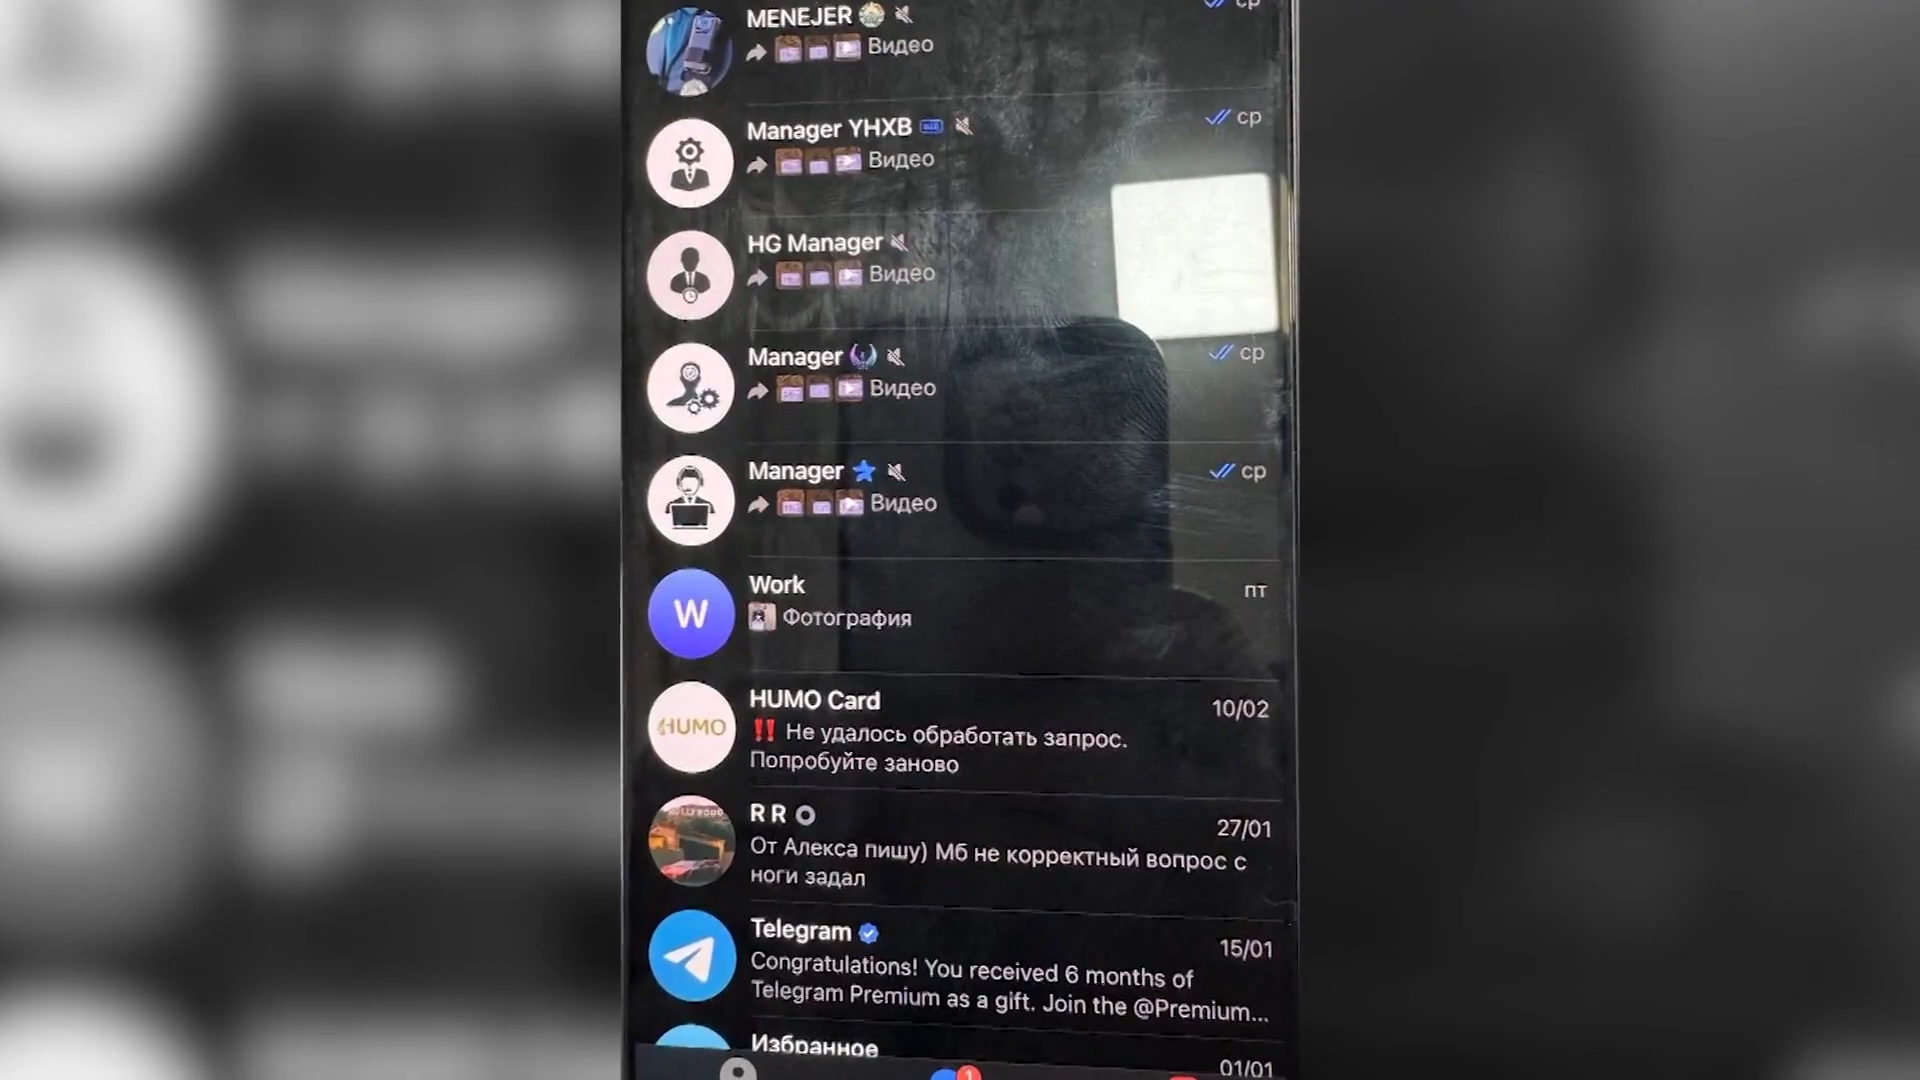 MENEJER
ср
Видео
Manager YHXB
ср
Видео
HG Manager
Видео
Manager
ср
Видео
Manager
ср
Видео
W
Work
пт
Фотография
HUMO
HUMO Card
10/02
‼️ Не удалось обработать запрос.
Попробуйте заново
R R
27/01
От Алекса пишу) Мб не корректный вопрос с
ноги задал
Telegram
15/01
Congratulations! You received 6 months of
Telegram Premium as a gift. Join the @Premium...
Избранное
01/01
1